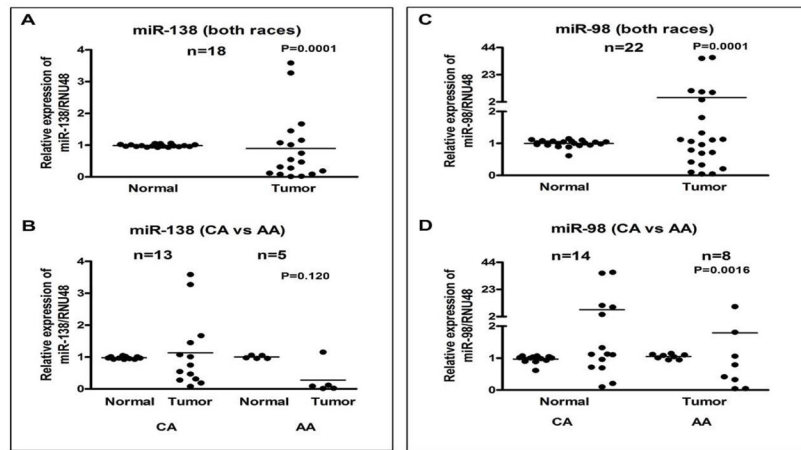 A
miR-138 (both races)
n=18
P=0.0001
Relative expression of
miR-138/RNU48
4
3
2
1
0
Normal
Tumor
B
miR-138 (CA vs AA)
n=13
n=5
P=0.120
Relative expression of
miR-138/RNU48
4
3
2
1
0
Normal Tumor Normal Tumor
CA
AA
C
miR-98 (both races)
n=22
P=0.0001
Relative expression of
miR-98/RNU48
44
23
2
2
1
0
Normal
Tumor
D
miR-98 (CA vs AA)
n=14
n=8
P=0.0016
Relative expression of
miR-98/RNU48
44
23
2
2
1
0
Normal
Tumor
CA
AA